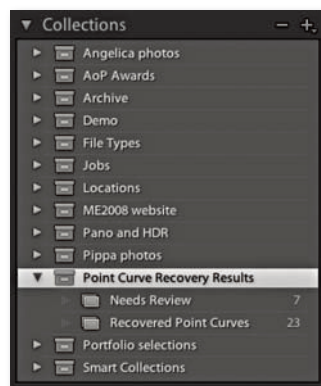 Collections
Angelica photos
AoP Awards
Archive
Demo
File Types
Jobs
Locations
ME2008 website
Pano and HDR
Pippa photos
Point Curve Recovery Results
Needs Review 7
Recovered Point Curves 23
Portfolio selections
Smart Collections